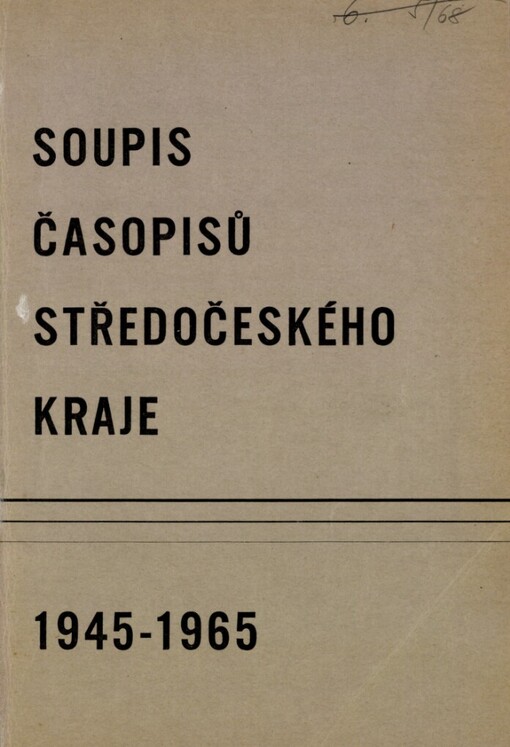 SOUPIS
ČASOPISŮ
STŘEDOČESKÉHO
KRAJE
1945-1965